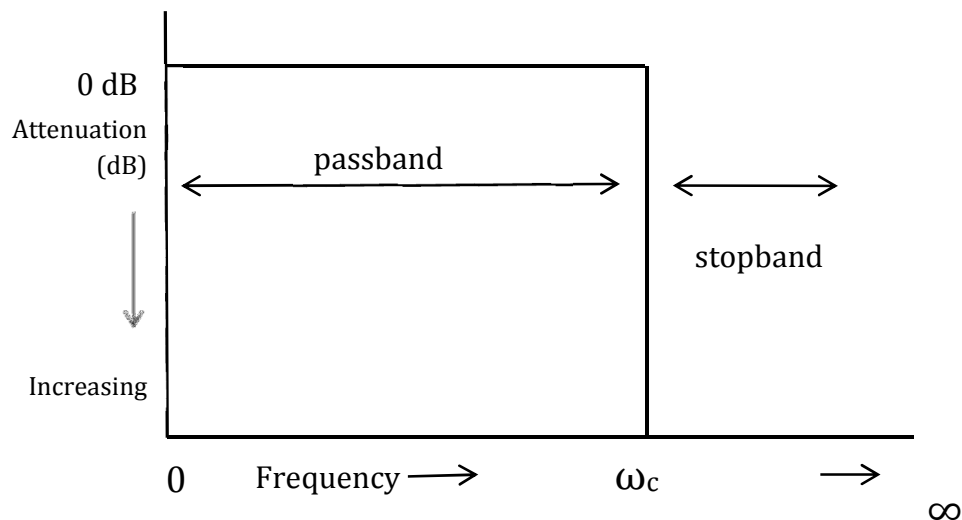 0 dB
Attenuation
(dB)
passband
stopband
Increasing
0 Frequency ωc
∞